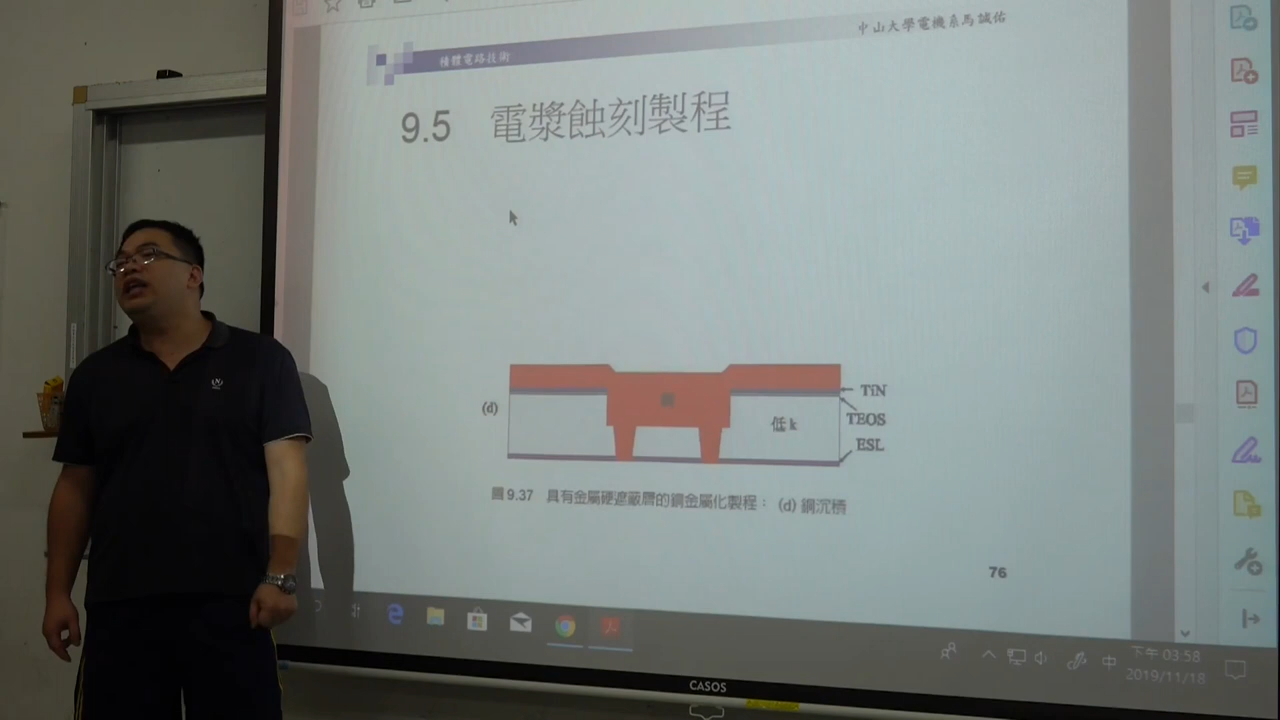 中山大學電機系馬誠佑
積體電路技術
9.5 電漿蝕刻製程
TiN
(d)
低 k
TEOS
ESL
圖 9.37 具有金屬硬遮蔽層的銅金屬化製程： (d) 銅沉積
76
中
下午 03:58
2019/11/18
CASOS